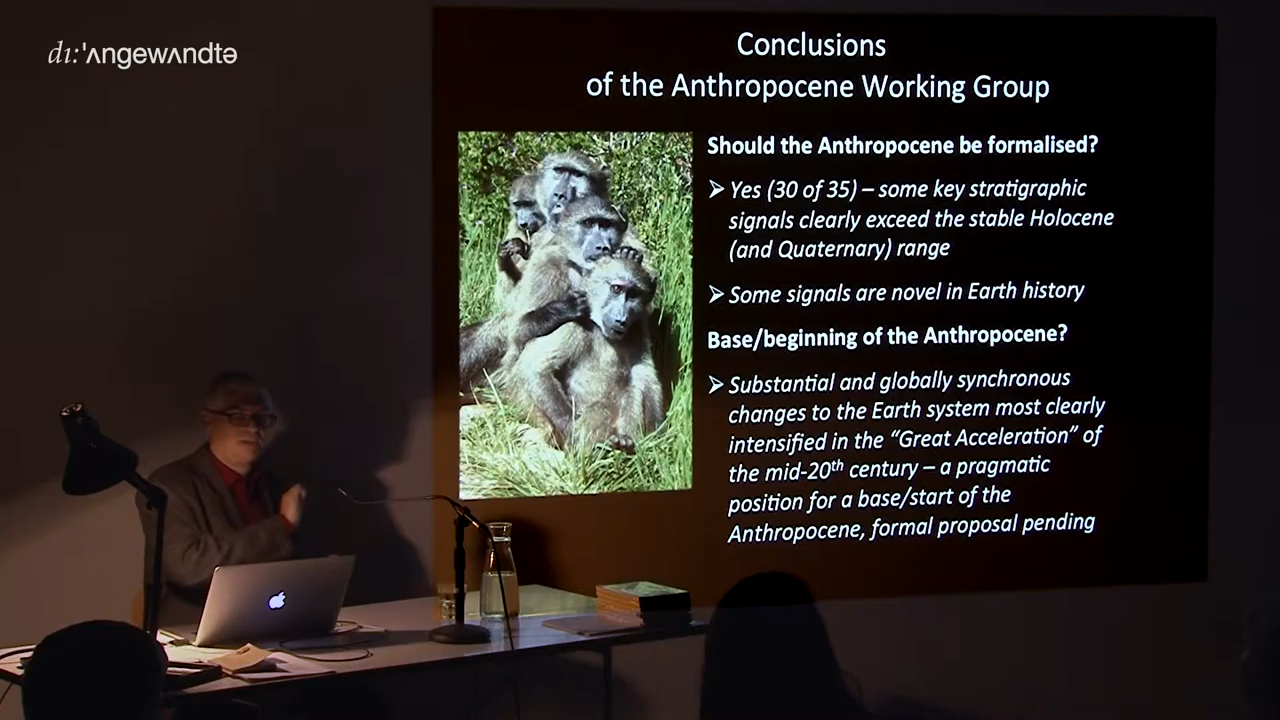 dɪ:ˈʌngewʌndtə
Conclusions
of the Anthropocene Working Group
Should the Anthropocene be formalised?
➢ Yes (30 of 35) – some key stratigraphic
signals clearly exceed the stable Holocene
(and Quaternary) range
➢ Some signals are novel in Earth history
Base/beginning of the Anthropocene?
➢ Substantial and globally synchronous
changes to the Earth system most clearly
intensified in the “Great Acceleration” of
the mid-20th century – a pragmatic
position for a base/start of the
Anthropocene, formal proposal pending